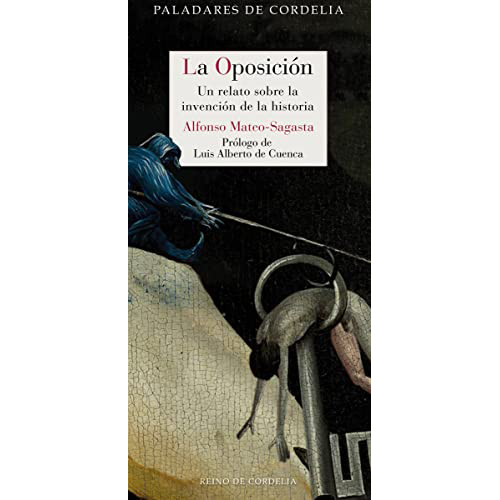 PALADARES DE CORDELIA
La Oposición
Un relato sobre la
invención de la historia
Alfonso Mateo-Sagasta
Prólogo de
Luis Alberto de Cuenca
REINO DE CORDELIA